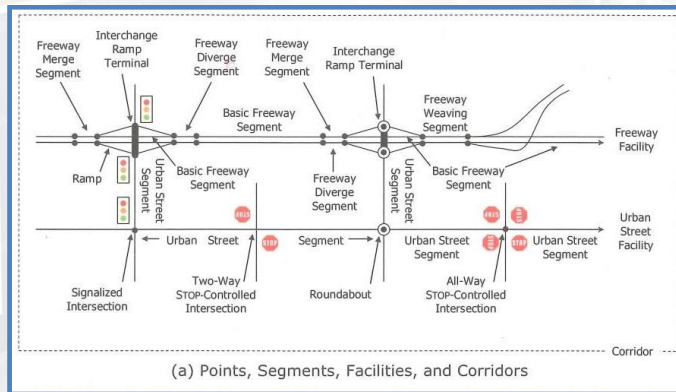 Freeway
Merge
Segment
Interchange
Ramp
Terminal
Freeway
Diverge
Segment
Freeway
Merge
Segment
Interchange
Ramp Terminal
Freeway
Weaving
Segment
Basic Freeway
Segment
Freeway
Facility
Ramp
Basic Freeway
Segment
Urban Street
Segment
Freeway
Diverge
Segment
Urban Street
Segment
Basic Freeway
Segment
STOP
STOP
STOP
STOP
STOP
STOP
Urban Street Segment
Urban Street
Segment
Urban Street
Segment
Urban
Street
Facility
Signalized
Intersection
Two-Way
STOP-Controlled
Intersection
Roundabout
All-Way
STOP-Controlled
Intersection
Corridor
(a) Points, Segments, Facilities, and Corridors